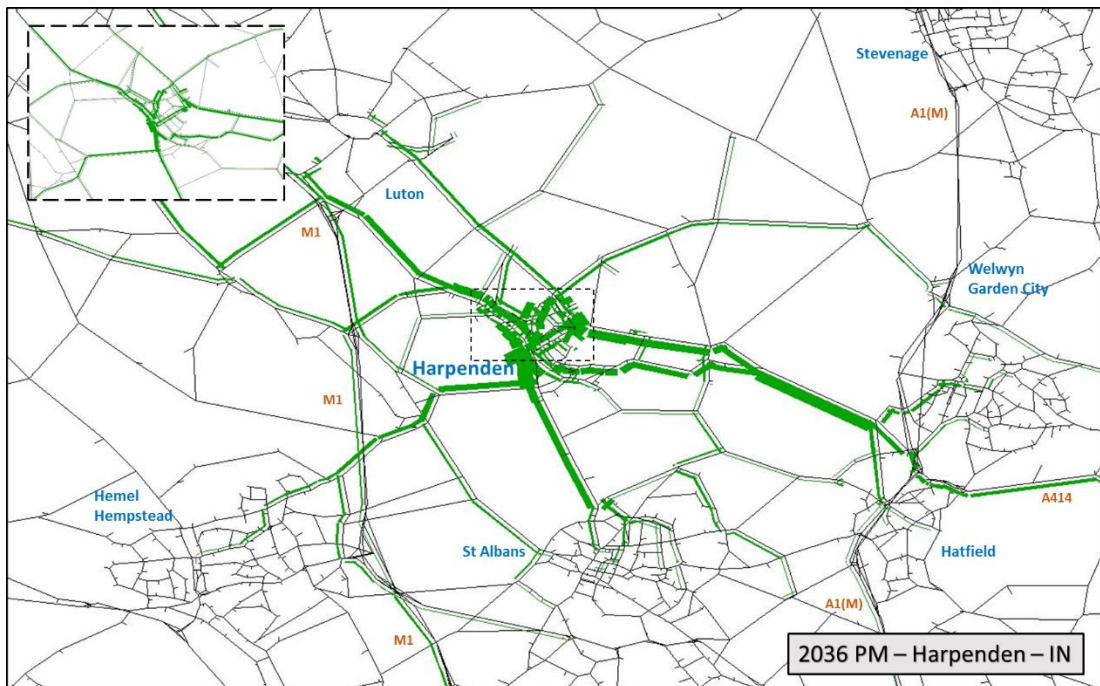 Stevenage
A1(M)
Luton
M1
Welwyn
Garden City
Harpenden
M1
Hemel
Hempstead
A414
St Albans
Hatfield
A1(M)
M1
2036 PM – Harpenden – IN